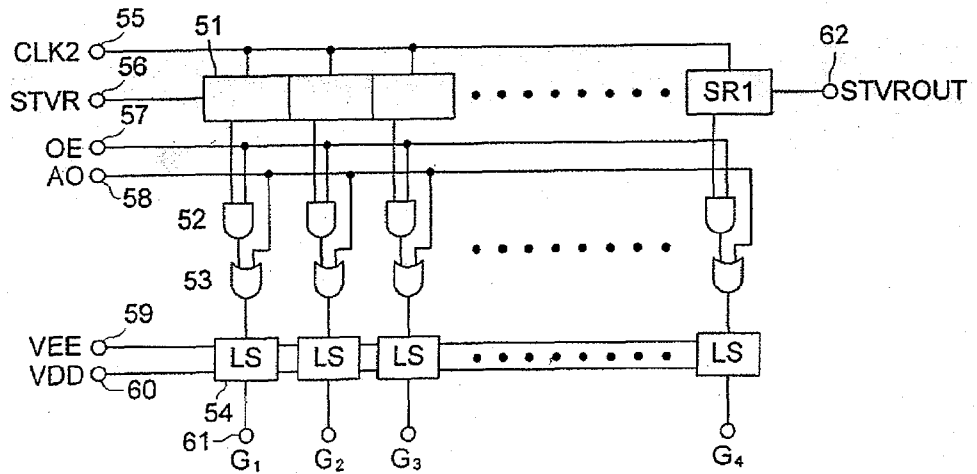 55
51
CLK2
62
56
STVR
SR1
STVROUT
57
OE
AO
58
52
53
59
VEE
LS LS LS LS
VDD
60
54
61
G1 G2 G3 G4